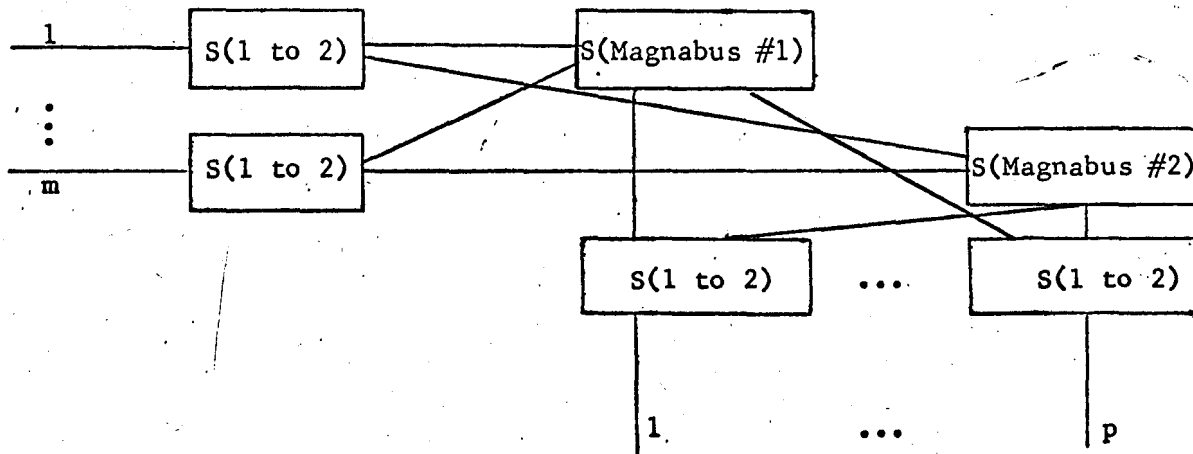 1
S(1 to 2)
S(Magnabus #1)
m
S(1 to 2)
S(Magnabus #2)
S(1 to 2)
...
S(1 to 2)
1
...
p